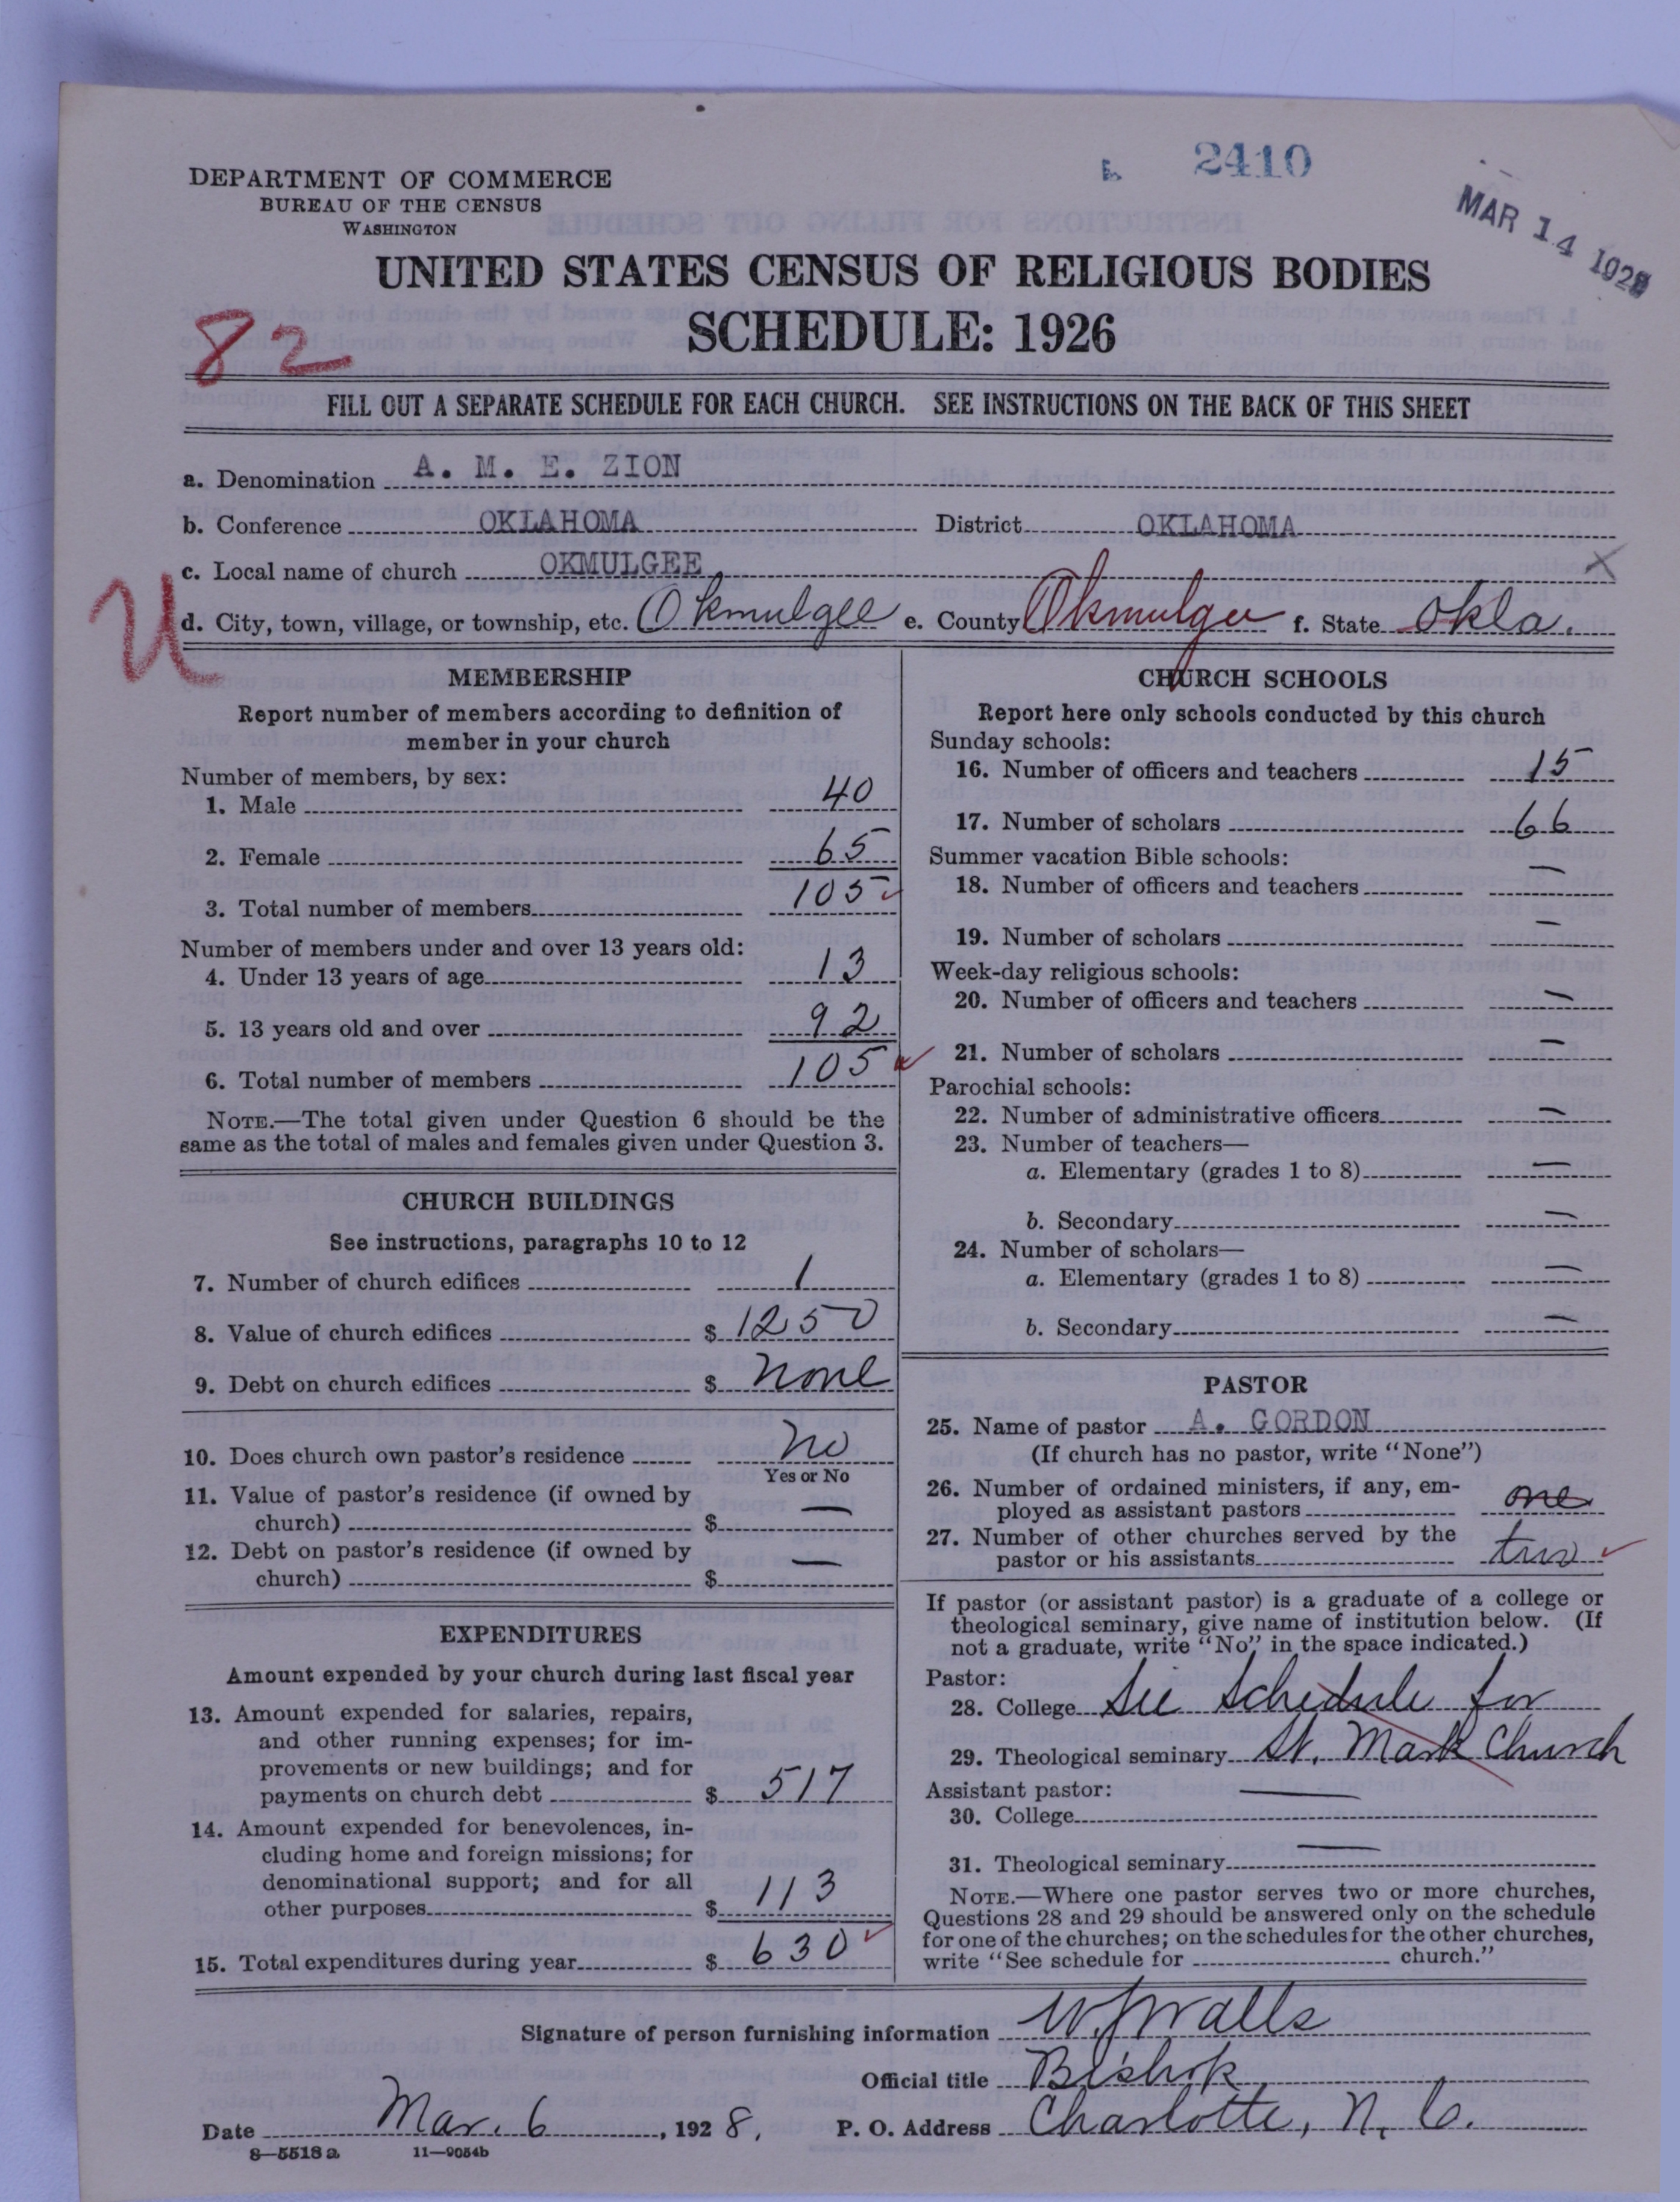 2410
MAR 14 192
DEPARTMENT OF COMMERCE
BUREAU OF THE CENSUS
WASHINGTON
UNITED STATES CENSUS OF RELIGIOUS BODIES
SCHEDULE: 1926
82
FILL OUT A SEPARATE SCHEDULE FOR EACH CHURCH. SEE INSTRUCTIONS ON THE BACK OF THIS SHEET
a. Denomination A. M. E. ZION
b. Conference OKLAHOMA District OKLAHOMA
c. Local name of church OKMULGEE X
U
d. City, town, village, or township, etc. Okmulgee e. County Okmulgee f. State Okla.
MEMBERSHIP
Report number of members according to definition of
member in your church
Number of members, by sex:
1. Male 40
2. Female 65
3. Total number of members 105
Number of members under and over 13 years old:
4. Under 13 years of age 13
5. 13 years old and over 92
6. Total number of members 105
NOTE.—The total given under Question 6 should be the
same as the total of males and females given under Question 3.
CHURCH BUILDINGS
See instructions, paragraphs 10 to 12
7. Number of church edifices 1
8. Value of church edifices $ 1250
9. Debt on church edifices $ none
10. Does church own pastor's residence no
Yes or No
11. Value of pastor's residence (if owned by
church) $ —
12. Debt on pastor's residence (if owned by
church) $ —
EXPENDITURES
Amount expended by your church during last fiscal year
13. Amount expended for salaries, repairs,
and other running expenses; for im-
provements or new buildings; and for
payments on church debt $ 517
14. Amount expended for benevolences, in-
cluding home and foreign missions; for
denominational support; and for all
other purposes $ 113
15. Total expenditures during year $ 630
CHURCH SCHOOLS
Report here only schools conducted by this church
Sunday schools:
16. Number of officers and teachers 15
17. Number of scholars 66
Summer vacation Bible schools:
18. Number of officers and teachers —
19. Number of scholars —
Week-day religious schools:
20. Number of officers and teachers —
21. Number of scholars —
Parochial schools:
22. Number of administrative officers —
23. Number of teachers—
a. Elementary (grades 1 to 8) —
b. Secondary —
24. Number of scholars—
a. Elementary (grades 1 to 8) —
b. Secondary —
PASTOR
25. Name of pastor A. GORDON
(If church has no pastor, write "None")
26. Number of ordained ministers, if any, em-
ployed as assistant pastors one
27. Number of other churches served by the
pastor or his assistants two
If pastor (or assistant pastor) is a graduate of a college or
theological seminary, give name of institution below. (If
not a graduate, write "No" in the space indicated.)
Pastor:
28. College See Schedule for
29. Theological seminary St. Mark Church
Assistant pastor: —
30. College
—
31. Theological seminary
NOTE.—Where one pastor serves two or more churches,
Questions 28 and 29 should be answered only on the schedule
for one of the churches; on the schedules for the other churches,
write "See schedule for church."
Signature of person furnishing information W. J. Walls
Official title Bishop
Date Mar. 6, 1928. P. O. Address Charlotte, N. C.
8—5518 a 11—9054b